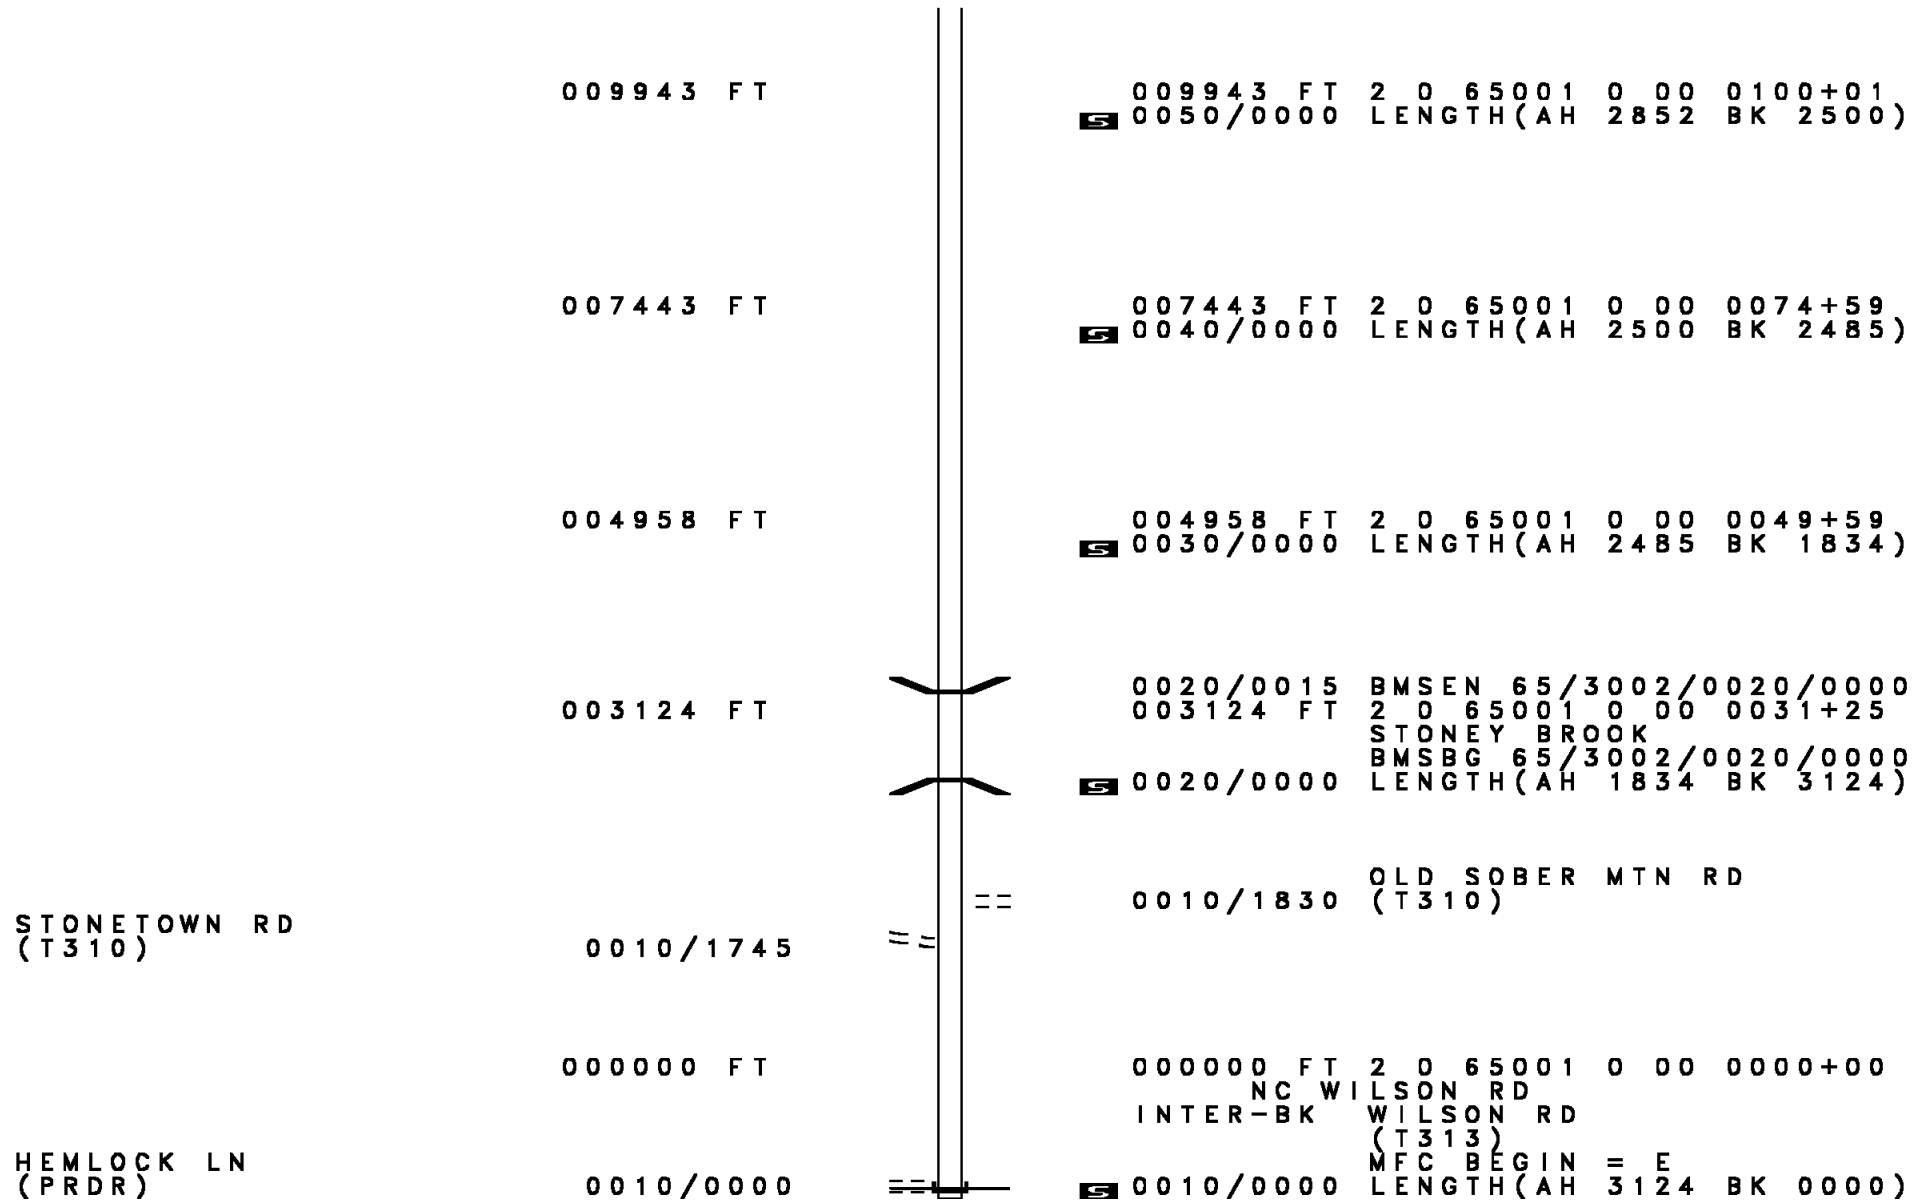 009943 FT 009943 FT 2 0 65001 0 00 0100+01
S 0050/0000 LENGTH(AH 2852 BK 2500)
007443 FT 007443 FT 2 0 65001 0 00 0074+59
S 0040/0000 LENGTH(AH 2500 BK 2485)
004958 FT 004958 FT 2 0 65001 0 00 0049+59
S 0030/0000 LENGTH(AH 2485 BK 1834)
0020/0015 BMSEN 65/3002/0020/0000
003124 FT 003124 FT 2 0 65001 0 00 0031+25
STONEY BROOK
BMSBG 65/3002/0020/0000
S 0020/0000 LENGTH(AH 1834 BK 3124)
OLD SOBER MTN RD
0010/1830 (T310)
STONETOWN RD
(T310) 0010/1745
000000 FT 000000 FT 2 0 65001 0 00 0000+00
NC WILSON RD
INTER-BK WILSON RD
(T313)
HEMLOCK LN MFC BEGIN = E
(PRDR) 0010/0000 S 0010/0000 LENGTH(AH 3124 BK 0000)